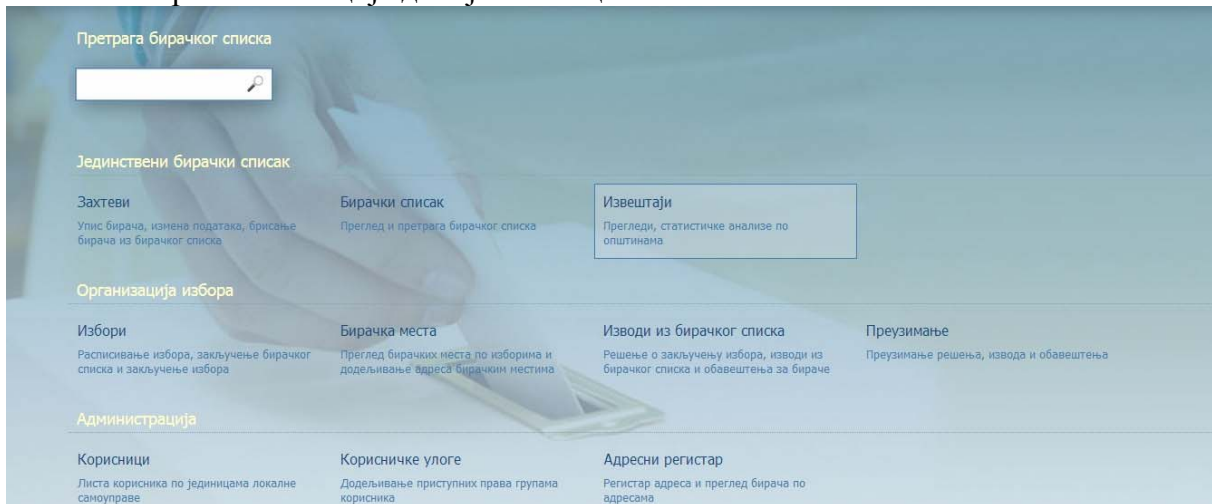 Претрага бирачког списка
Јединствени бирачки списак
Захтеви
Упис бирача, измена података, брисање
бирача из бирачког списка
Бирачки списак
Преглед и претрага бирачког списка
Извештаји
Прегледи, статистичке анализе по
општинама
Организација избора
Избори
Расписивање избора, закључење бирачког
списка и закључење избора
Бирачка места
Преглед бирачких места по изборима и
додељивање адреса бирачким местима
Изводи из бирачког списка
Решење о закључењу избора, изводи из
бирачког списка и обавештења за бираче
Преузимање
Преузимање решења, извода и обавештења
Администрација
Корисници
Листа корисника по јединицама локалне
самоуправе
Корисничке улоге
Додељивање приступних права групама
корисника
Адресни регистар
Регистар адреса и преглед бирача по
адресама